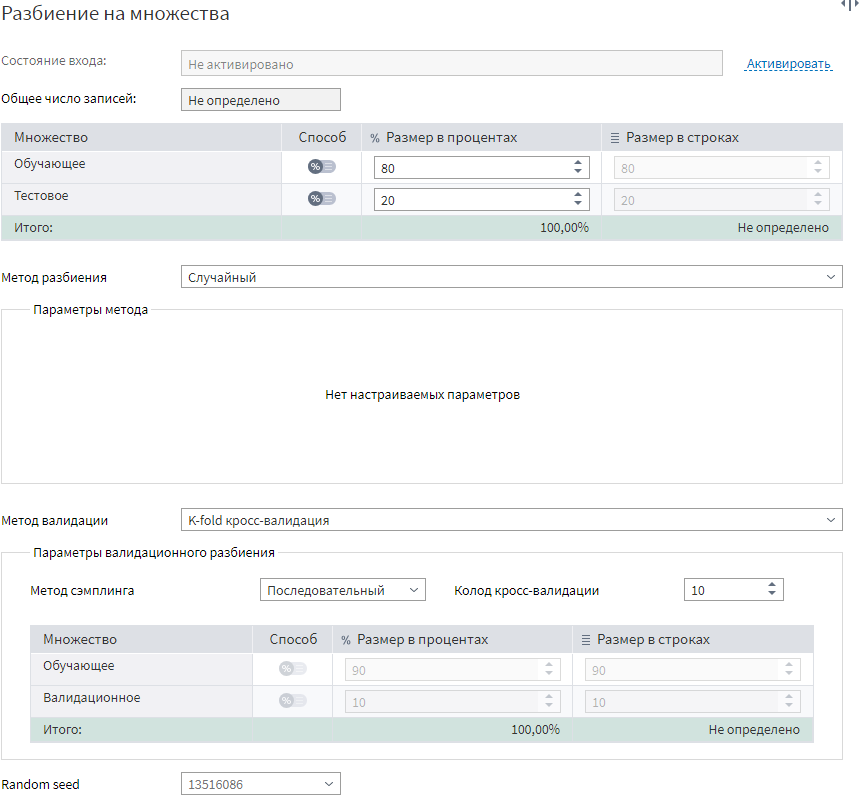 Разбиение на множества
Состояние входа: Не активировано Активировать
Общее число записей: Не определено
Множество Способ % Размер в процентах Размер в строках
Обучающее % 80 80
Тестовое % 20 20
Итого: 100,00% Не определено
Метод разбиения Случайный
Параметры метода
Нет настраиваемых параметров
Метод валидации K-fold кросс-валидация
Параметры валидационного разбиения
Метод сэмплинга Последовательный Колод кросс-валидации 10
Множество Способ % Размер в процентах Размер в строках
Обучающее % 90 90
Валидационное % 10 10
Итого: 100,00% Не определено
Random seed 13516086